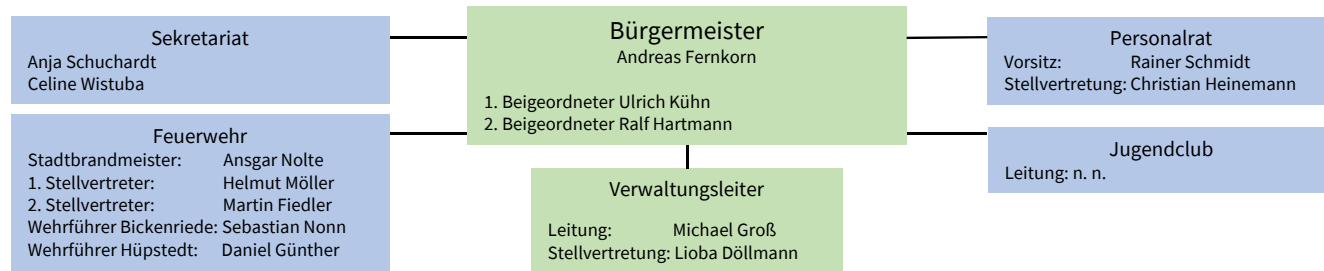 Sekretariat
Anja Schuchardt
Celine Wistuba
Bürgermeister
Andreas Fernkorn
1. Beigeordneter Ulrich Kühn
2. Beigeordneter Ralf Hartmann
Personalrat
Vorsitz: Rainer Schmidt
Stellvertretung: Christian Heinemann
Feuerwehr
Stadtbrandmeister: Ansgar Nolte
1. Stellvertreter: Helmut Möller
2. Stellvertreter: Martin Fiedler
Wehrführer Bickenriede: Sebastian Nonn
Wehrführer Hüpstedt: Daniel Günther
Verwaltungsleiter
Leitung: Michael Groß
Stellvertretung: Lioba Döllmann
Jugendclub
Leitung: n. n.